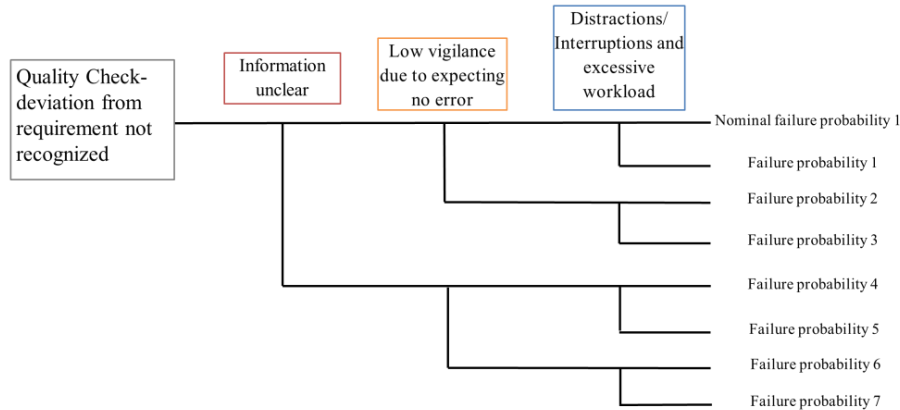 Quality Check-
deviation from
requirement not
recognized
Information
unclear
Low vigilance
due to expecting
no error
Distractions/
Interruptions and
excessive
workload
Nominal failure probability 1
Failure probability 1
Failure probability 2
Failure probability 3
Failure probability 4
Failure probability 5
Failure probability 6
Failure probability 7